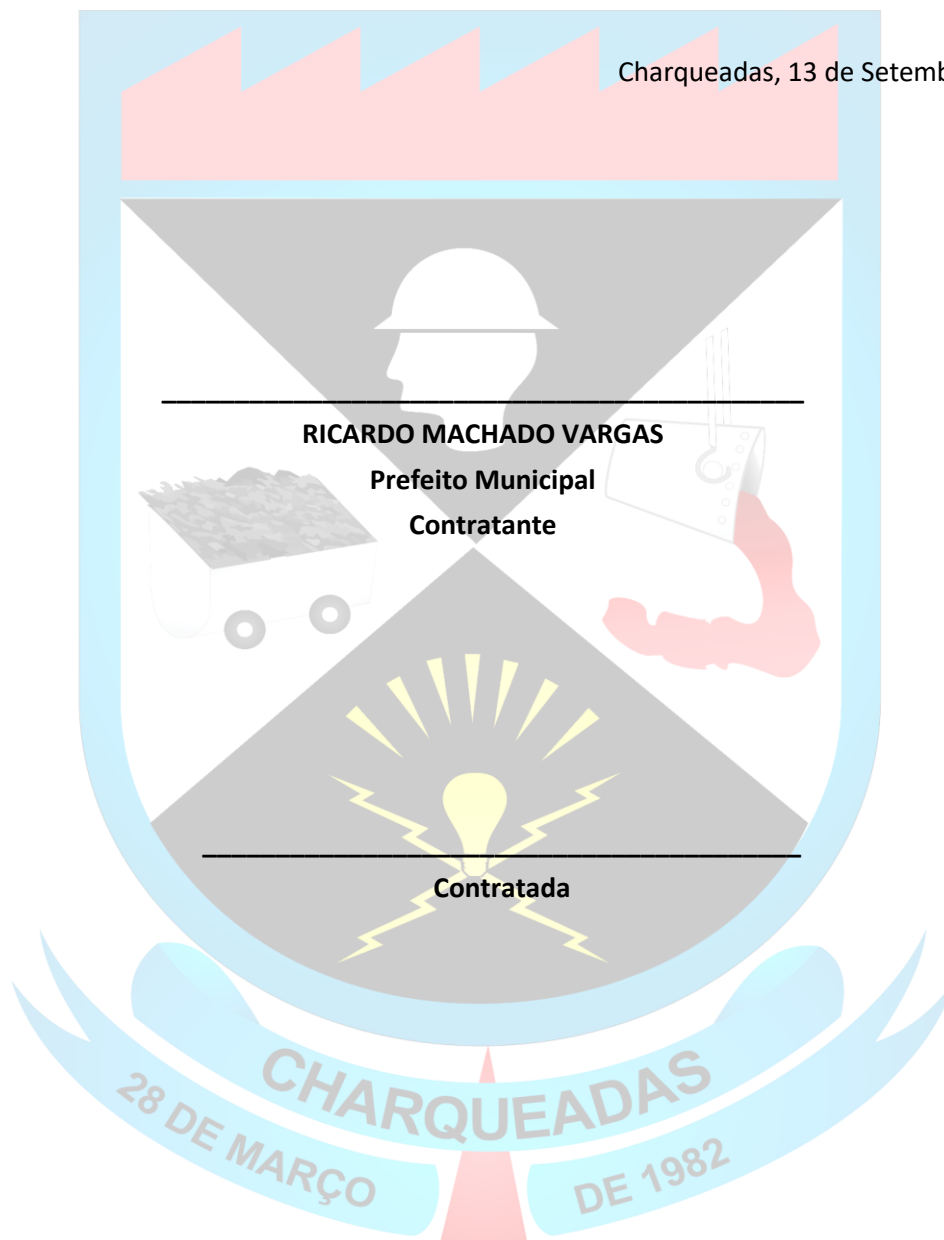 Charqueadas, 13 de Setemb
RICARDO MACHADO VARGAS
Prefeito Municipal
Contratante
Contratada
CHARQUEADAS
28 DE MARÇO DE 1982